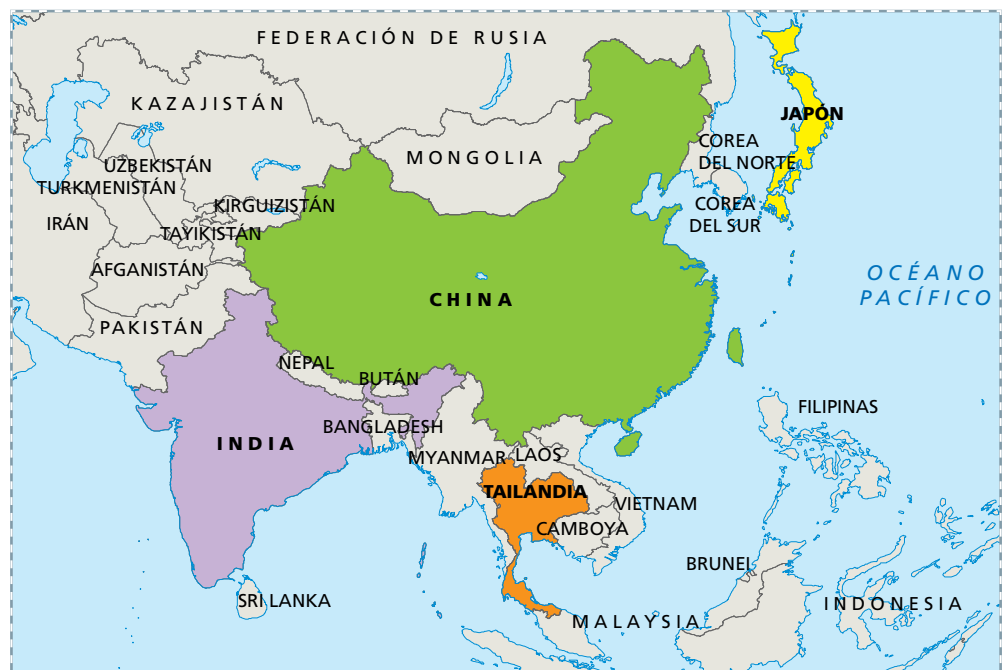 FEDERACIÓN DE RUSIA
KAZAJISTÁN
MONGOLIA
JAPÓN
COREA
DEL NORTE
UZBEKISTÁN
TURKMENISTÁN
KIRGUIZISTÁN
IRÁN
TAYIKISTÁN
COREA
DEL SUR
AFGANISTÁN
OCÉANO
PACÍFICO
CHINA
PAKISTÁN
NEPAL
BUTÁN
FILIPINAS
BANGLADESH
INDIA
MYANMAR
LAOS
TAILANDIA
VIETNAM
CAMBOYA
BRUNEI
SRI LANKA
MALAYSIA
INDONESIA